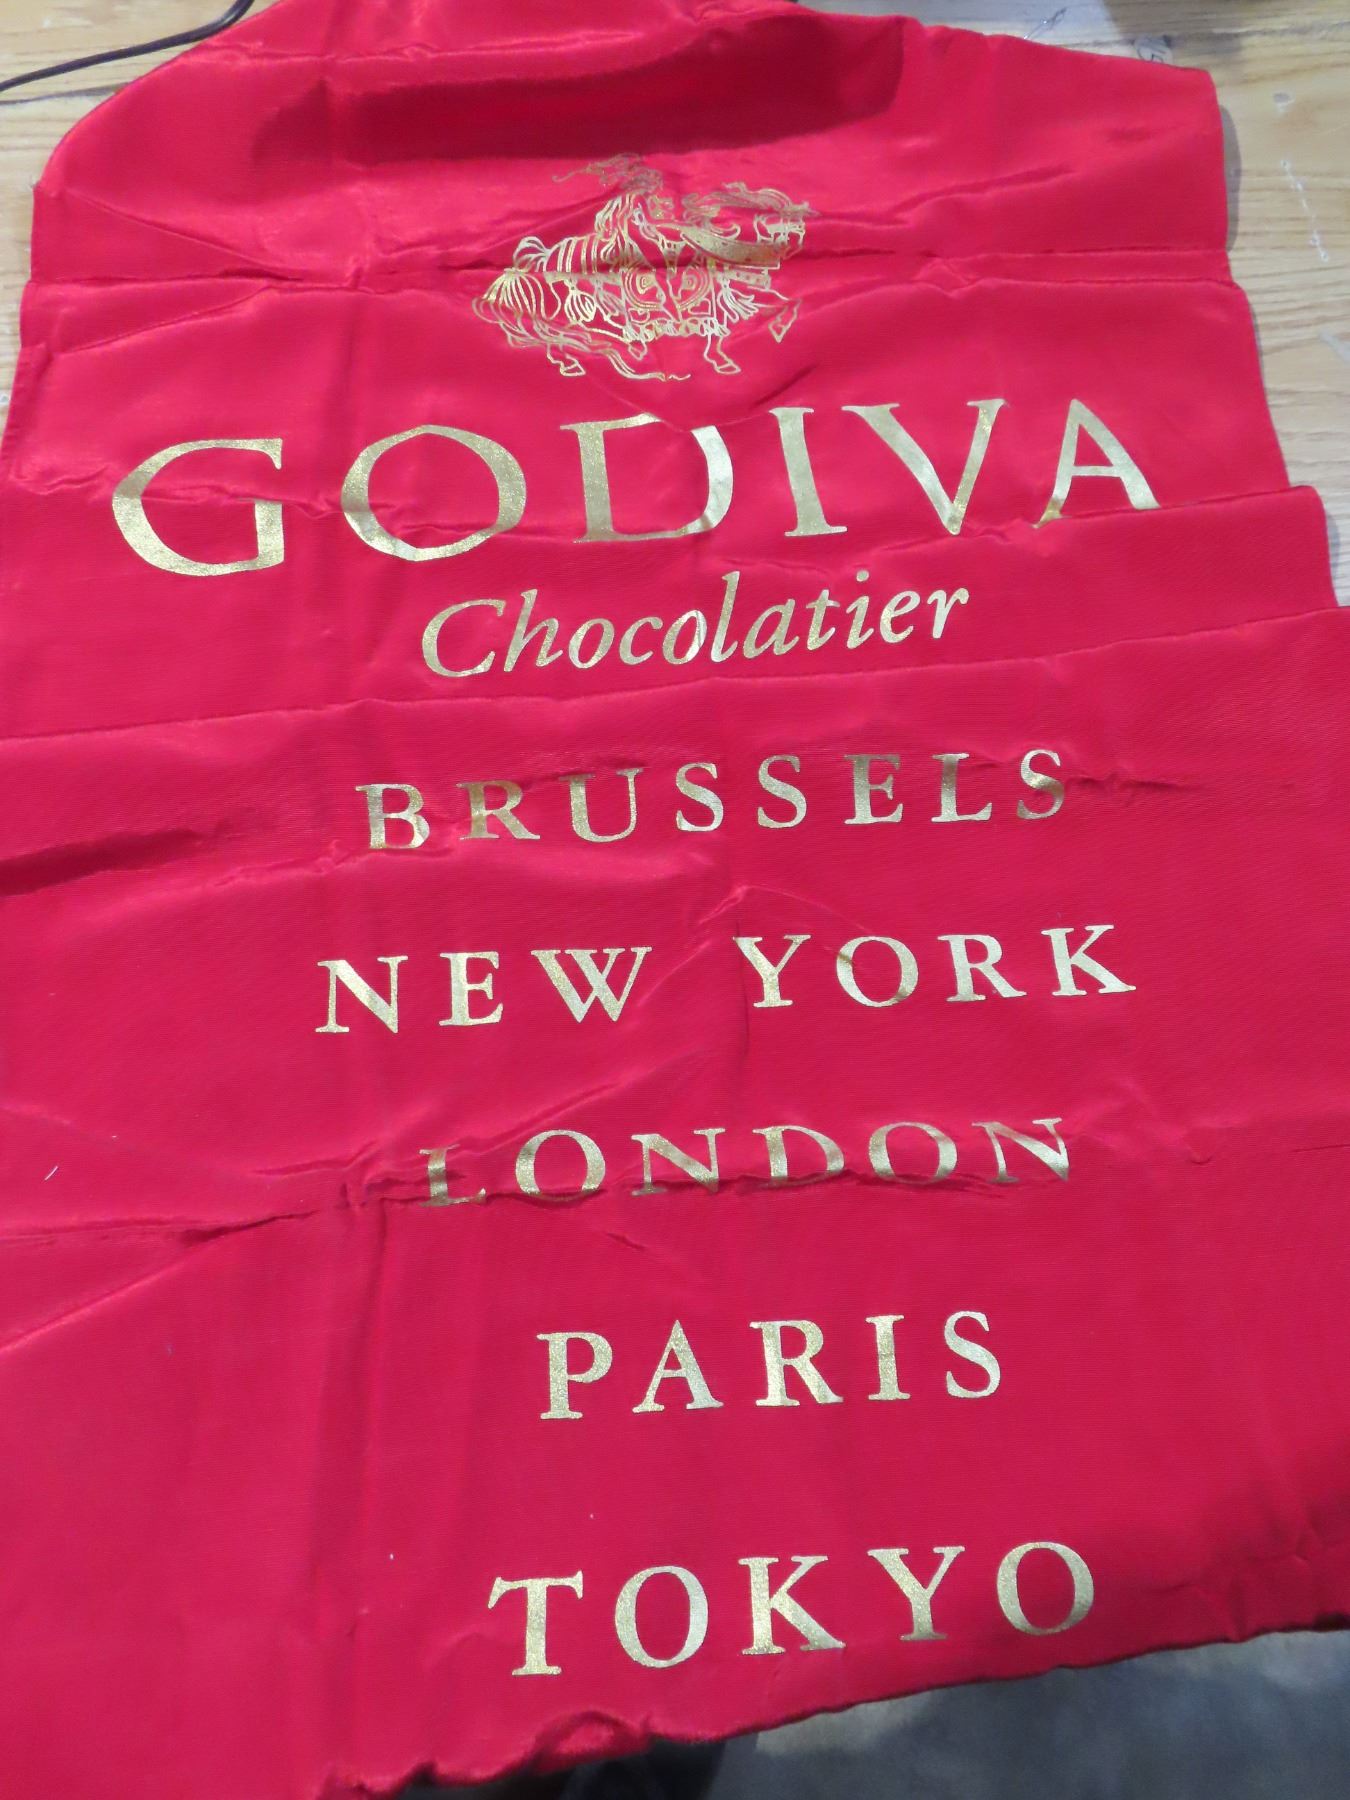 GODIVA
Chocolatier
BRUSSELS
NEW YORK
LONDON
PARIS
TOKYO